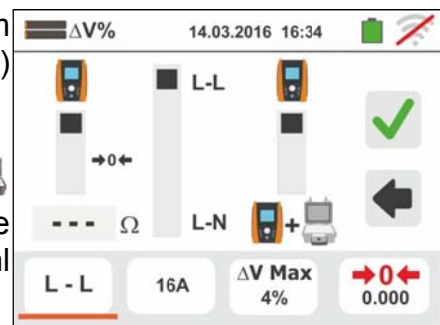 ΔV% 14.03.2016 16:34
L-L
→0←
- - - Ω
L-N
+
L - L 16A ΔV Max 4% →0← 0.000